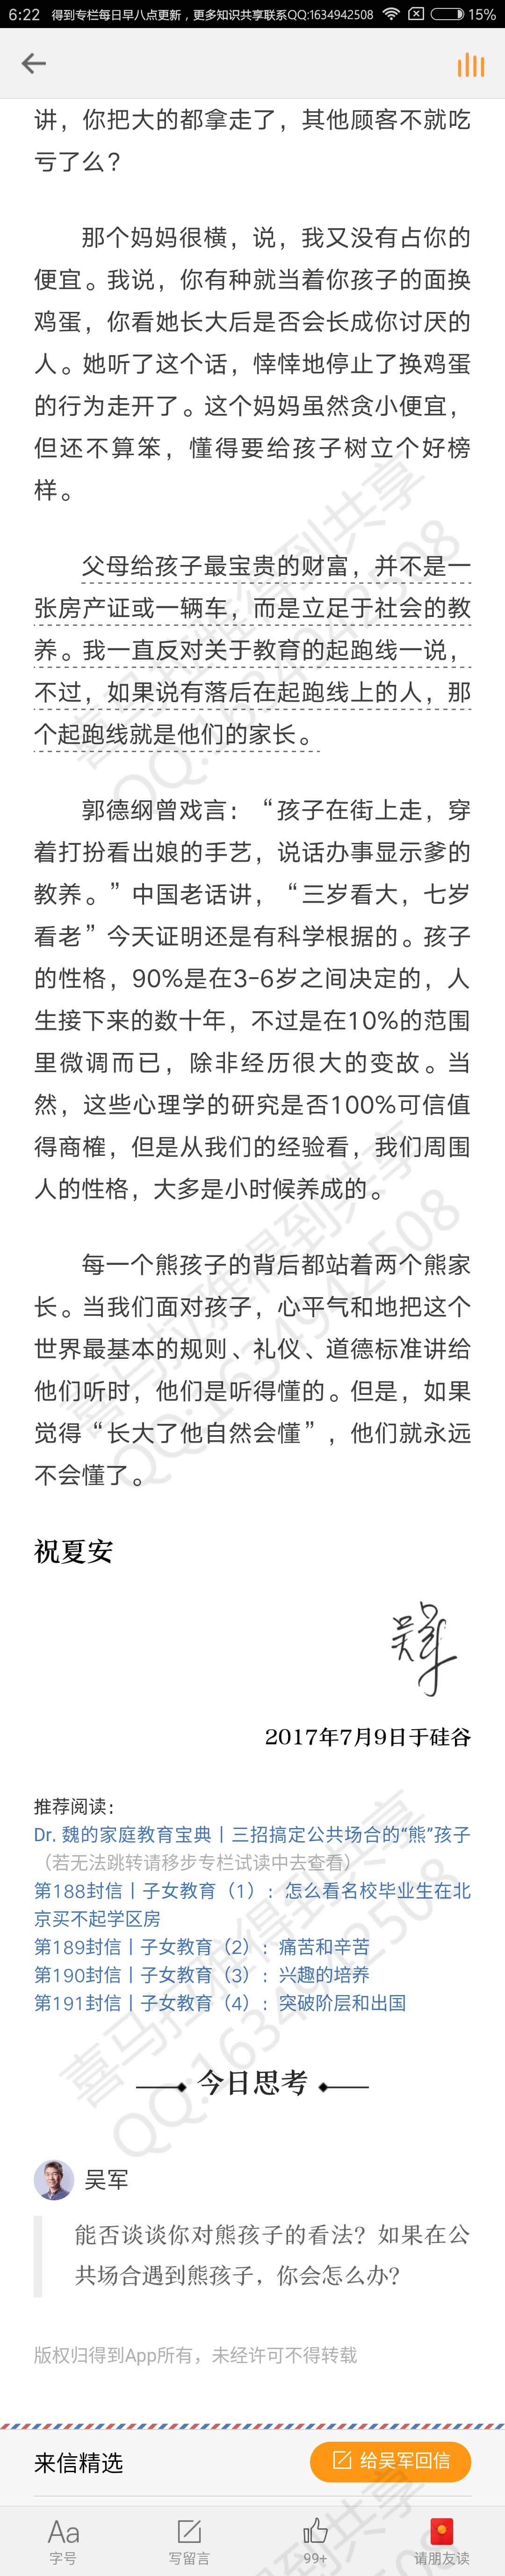 6:22 得到专栏每日早八点更新，更多知识共享联系QQ:1634942508 15%
讲，你把大的都拿走了，其他顾客不就吃
亏了么？
那个妈妈很横，说，我又没有占你的
便宜。我说，你有种就当着你孩子的面换
鸡蛋，你看她长大后是否会长成你讨厌的
人。她听了这个话，悻悻地停止了换鸡蛋
的行为走开了。这个妈妈虽然贪小便宜，
但还不算笨，懂得要给孩子树立个好榜
样。
父母给孩子最宝贵的财富，并不是一
张房产证或一辆车，而是立足于社会的教
养。我一直反对关于教育的起跑线一说，
不过，如果说有落后在起跑线上的人，那
个起跑线就是他们的家长。
郭德纲曾戏言：“孩子在街上走，穿
着打扮看出娘的手艺，说话办事显示爹的
教养。”中国老话讲，“三岁看大，七岁
看老”今天证明还是有科学根据的。孩子
的性格，90%是在3-6岁之间决定的，人
生接下来的数十年，不过是在10%的范围
里微调而已，除非经历很大的变故。当
然，这些心理学的研究是否100%可信值
得商榷，但是从我们的经验看，我们周围
人的性格，大多是小时候养成的。
每一个熊孩子的背后都站着两个熊家
长。当我们面对孩子，心平气和地把这个
世界最基本的规则、礼仪、道德标准讲给
他们听时，他们是听得懂的。但是，如果
觉得“长大了他自然会懂”，他们就永远
不会懂了。
祝夏安
吴军
2017年7月9日于硅谷
推荐阅读：
Dr. 魏的家庭教育宝典丨三招搞定公共场合的“熊”孩子
（若无法跳转请移步专栏试读中去查看）
第188封信丨子女教育（1）：怎么看名校毕业生在北
京买不起学区房
第189封信丨子女教育（2）：痛苦和辛苦
第190封信丨子女教育（3）：兴趣的培养
第191封信丨子女教育（4）：突破阶层和出国
今日思考
吴军
能否谈谈你对熊孩子的看法？如果在公
共场合遇到熊孩子，你会怎么办？
版权归得到App所有，未经许可不得转载
来信精选 给吴军回信
Aa 99+
字号 写留言 请朋友读